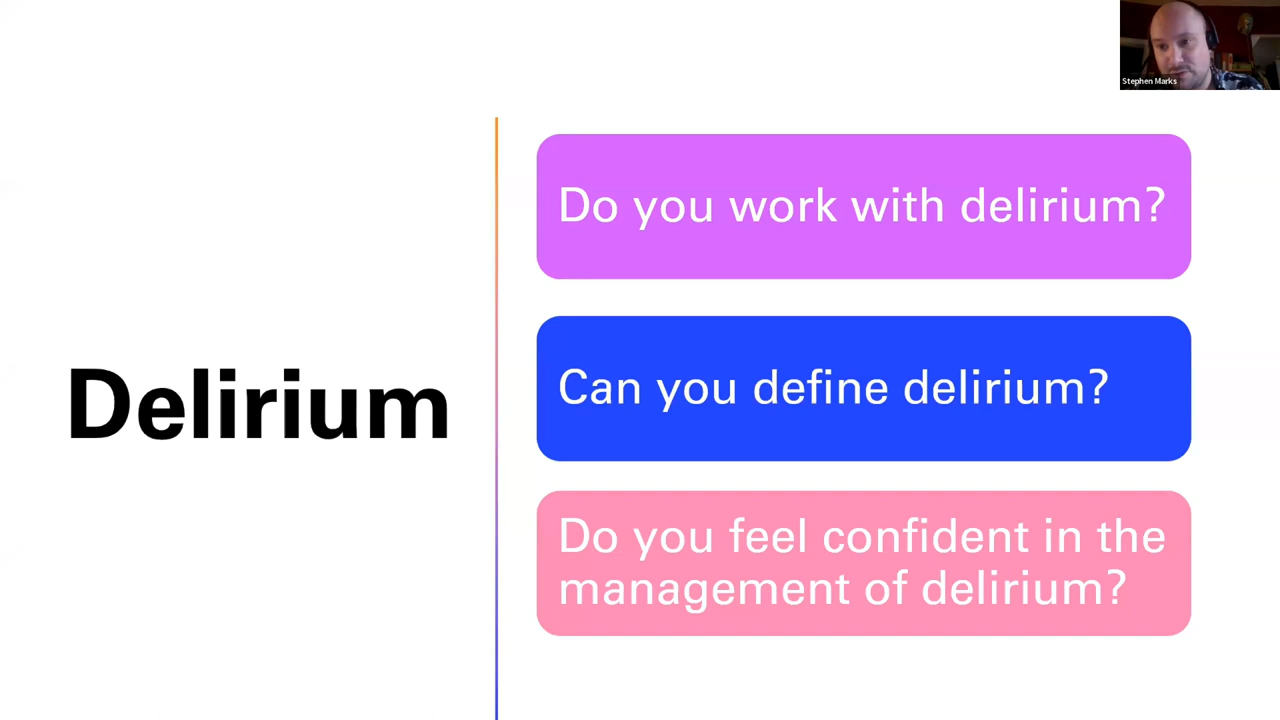 Stephen Marks
Do you work with delirium?
Delirium
Can you define delirium?
Do you feel confident in the
management of delirium?